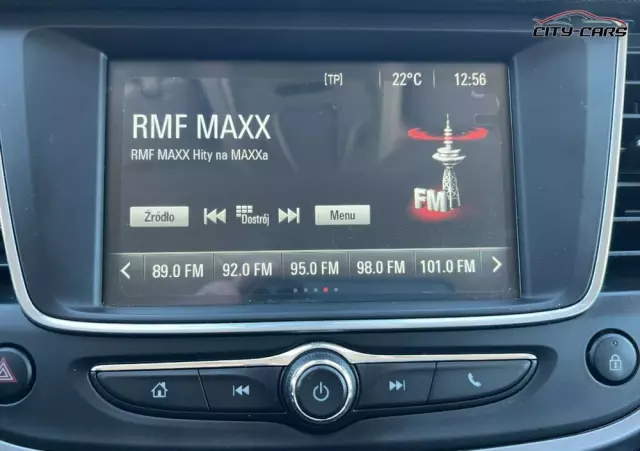 CITY-CARS
[TP] 22°C 12:56
RMF MAXX
RMF MAXX Hity na MAXXa
FM
Źródło Dostrój Menu
89.0 FM 92.0 FM 95.0 FM 98.0 FM 101.0 FM